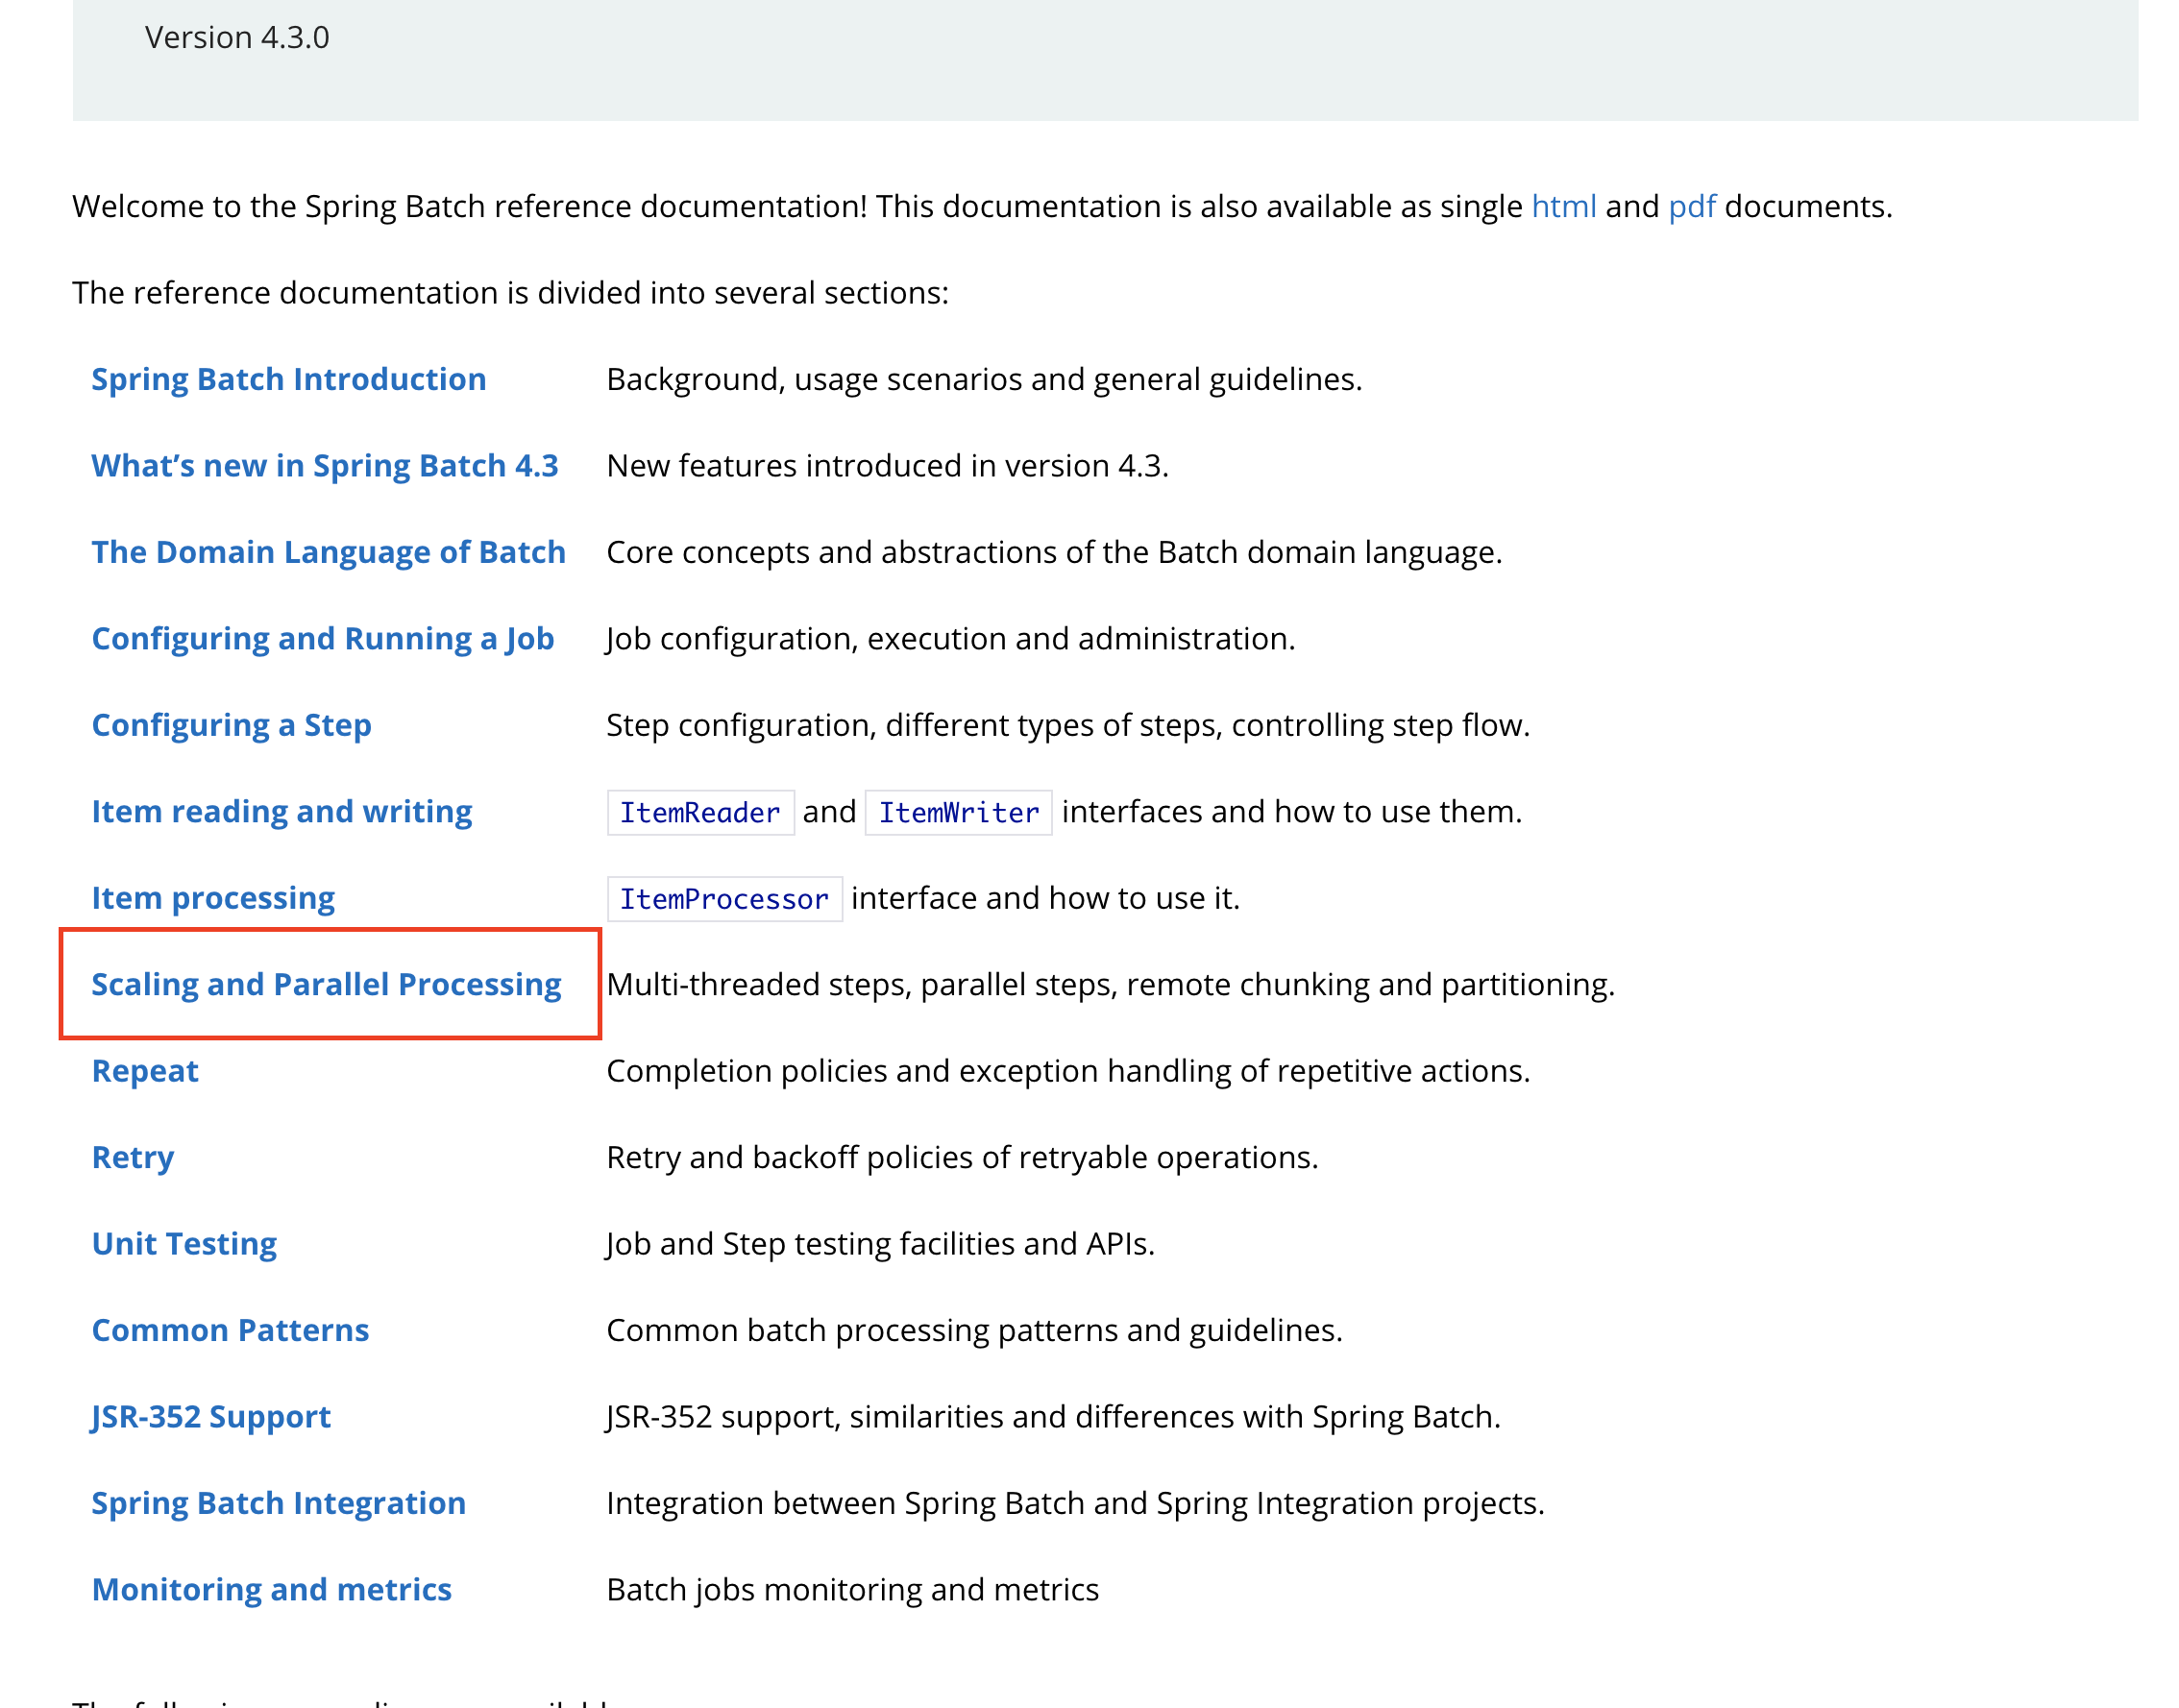 Version 4.3.0
Welcome to the Spring Batch reference documentation! This documentation is also available as single html and pdf documents.
The reference documentation is divided into several sections:
Spring Batch Introduction Background, usage scenarios and general guidelines.
What’s new in Spring Batch 4.3 New features introduced in version 4.3.
The Domain Language of Batch Core concepts and abstractions of the Batch domain language.
Configuring and Running a Job Job configuration, execution and administration.
Configuring a Step Step configuration, different types of steps, controlling step flow.
Item reading and writing ItemReader and ItemWriter interfaces and how to use them.
Item processing ItemProcessor interface and how to use it.
Scaling and Parallel Processing Multi-threaded steps, parallel steps, remote chunking and partitioning.
Repeat Completion policies and exception handling of repetitive actions.
Retry Retry and backoff policies of retryable operations.
Unit Testing Job and Step testing facilities and APIs.
Common Patterns Common batch processing patterns and guidelines.
JSR-352 Support JSR-352 support, similarities and differences with Spring Batch.
Spring Batch Integration Integration between Spring Batch and Spring Integration projects.
Monitoring and metrics Batch jobs monitoring and metrics